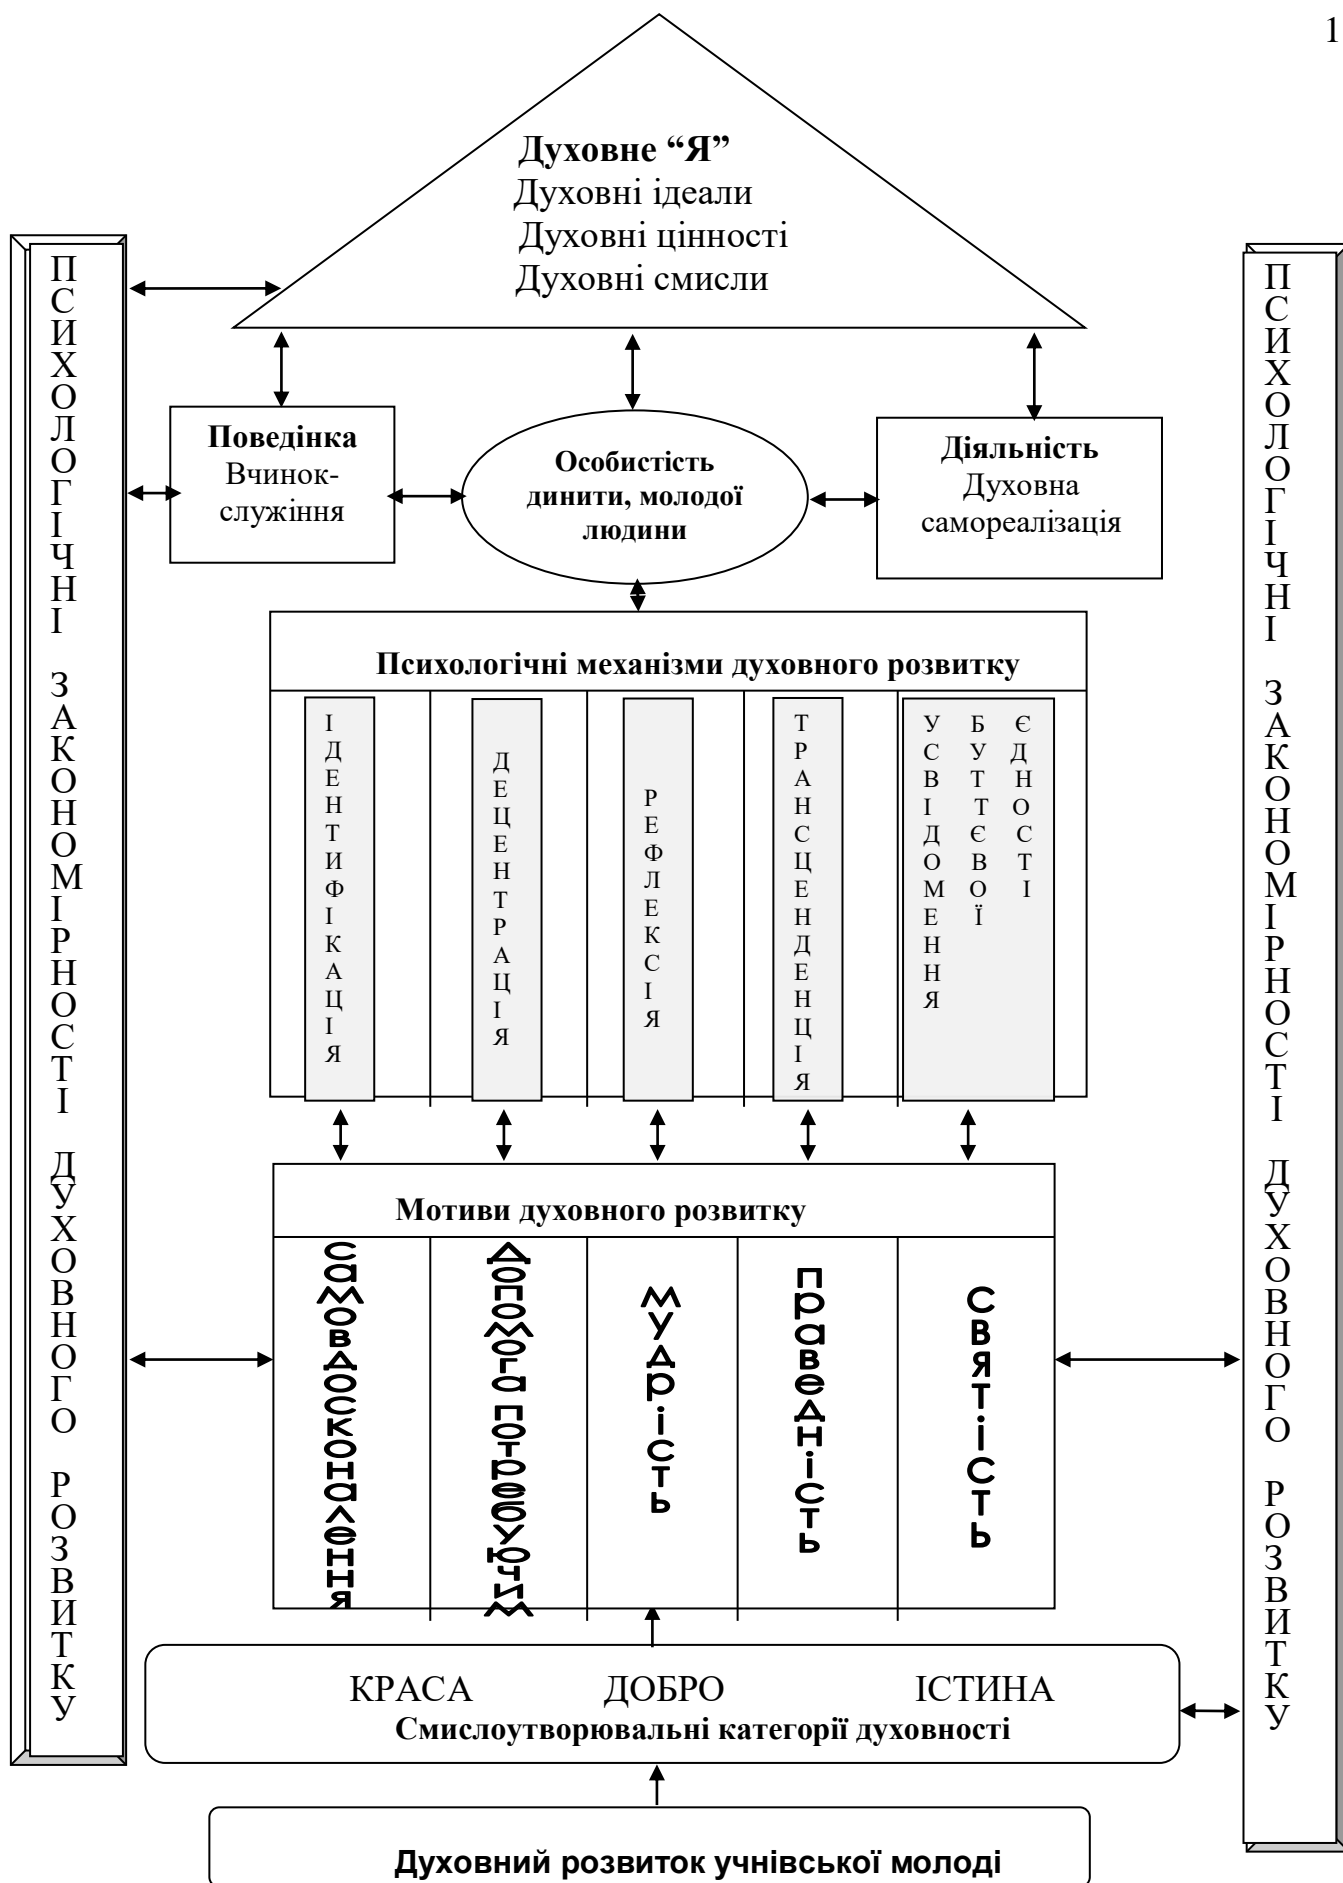 1
Духовне “Я”
Духовні ідеали
Духовні цінності
Духовні смисли
ПСИХОЛОГІЧНІ ЗАКОНОМІРНОСТІ ДУХОВНОГО РОЗВИТКУ
Поведінка
Вчинок-
служіння
Особистість
динити, молодої
людини
Діяльність
Духовна
самореалізація
ПСИХОЛОГІЧНІ ЗАКОНОМІРНОСТІ ДУХОВНОГО РОЗВИТКУ
Психологічні механізми духовного розвитку
ІДЕНТИФІКАЦІЯ
ДЕЦЕНТРАЦІЯ
РЕФЛЕКСІЯ
ТРАНСЦЕНДЕНЦІЯ
УСВІДОМЕННЯ
БУТТЄВОЇ
ЄДНОСТІ
Мотиви духовного розвитку
Самовдосконалення
Допомога потребуючим
Мудрість
Праведність
Святість
КРАСА ДОБРО ІСТИНА
Смислоутворювальні категорії духовності
Духовний розвиток учнівської молоді